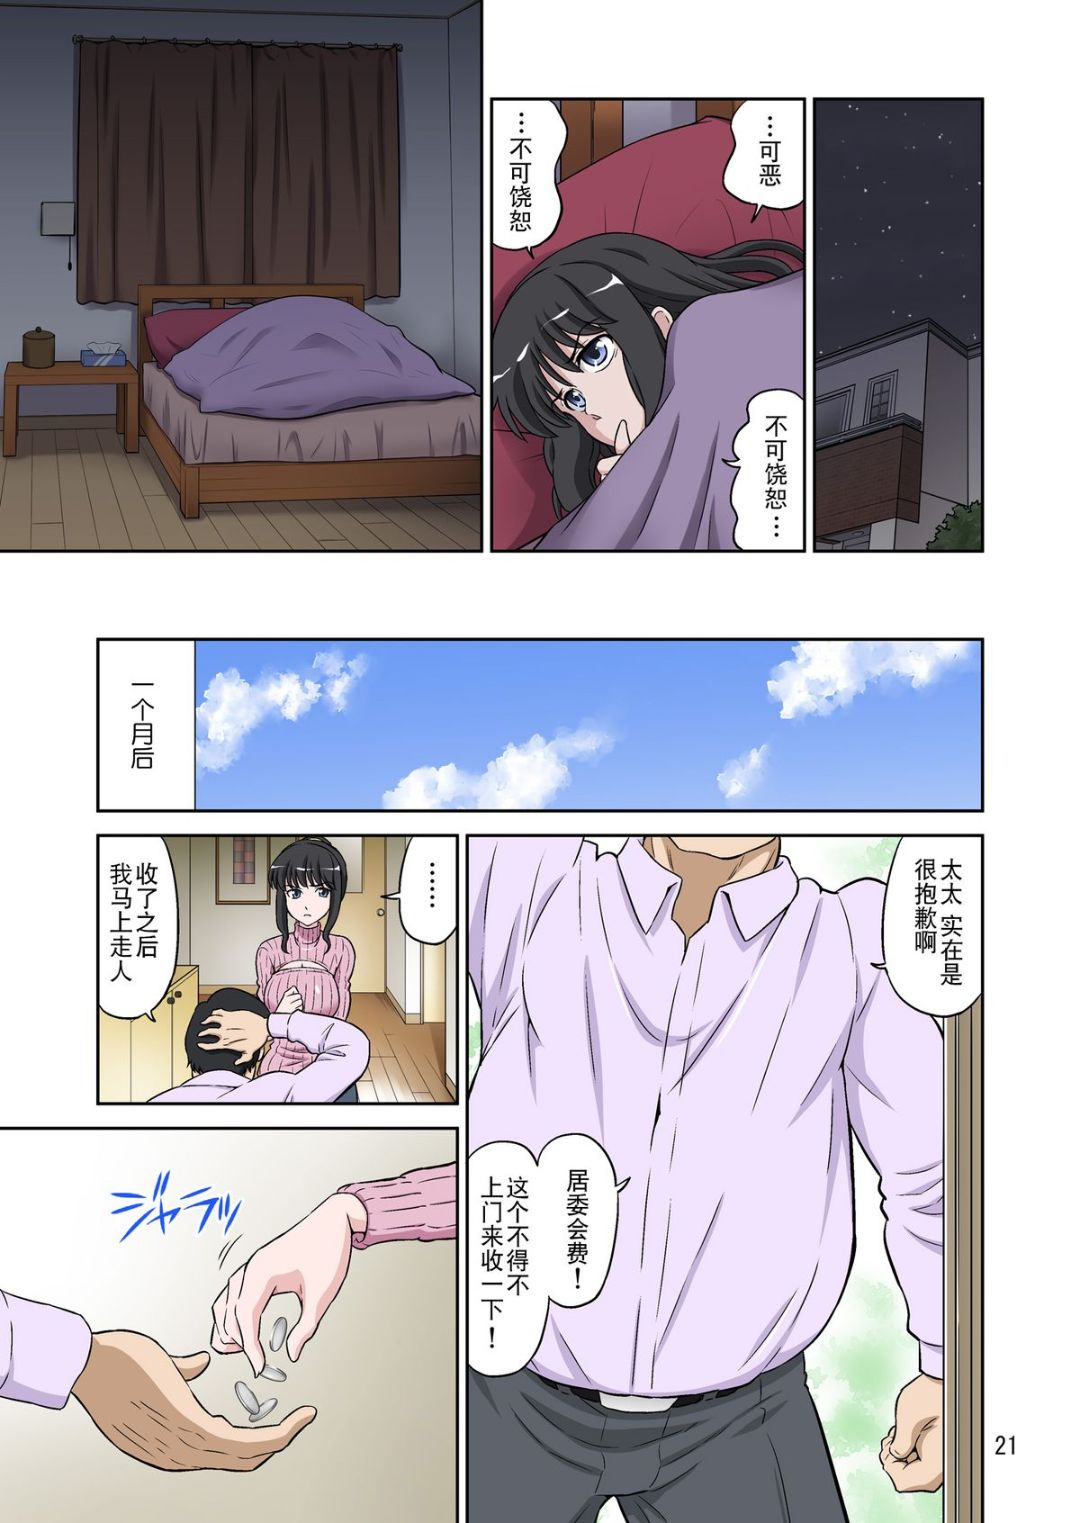 …可恶
…不可饶恕
不可饶恕…
一个月后
太太 实在是
很抱歉啊
居委会费！
这个不得不
上门来收一下！
……
收了之后
我马上走人
ジャラッ
21